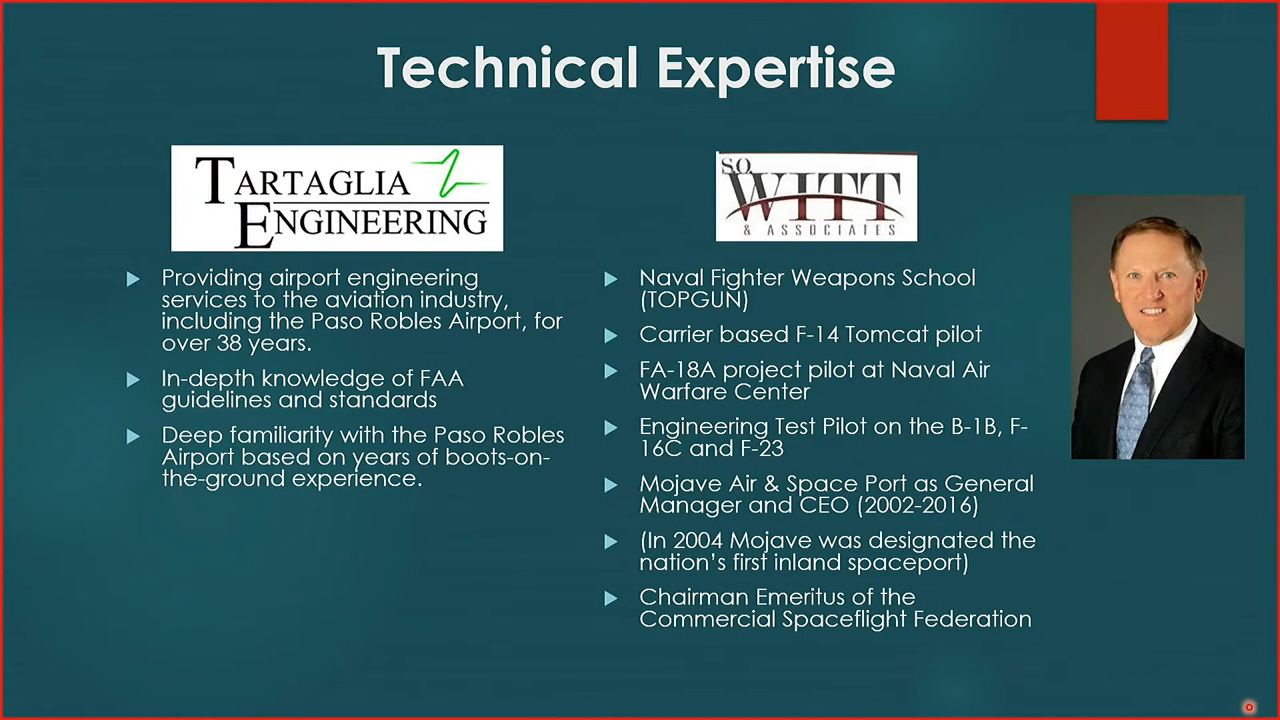 Technical Expertise
TARTAGLIA
ENGINEERING
Providing airport engineering
services to the aviation industry,
including the Paso Robles Airport, for
over 38 years.
In-depth knowledge of FAA
guidelines and standards
Deep familiarity with the Paso Robles
Airport based on years of boots-on-
the-ground experience.
S.O.
WITT
& ASSOCIATES
Naval Fighter Weapons School
(TOPGUN)
Carrier based F-14 Tomcat pilot
FA-18A project pilot at Naval Air
Warfare Center
Engineering Test Pilot on the B-1B, F-
16C and F-23
Mojave Air & Space Port as General
Manager and CEO (2002-2016)
(In 2004 Mojave was designated the
nation's first inland spaceport)
Chairman Emeritus of the
Commercial Spaceflight Federation